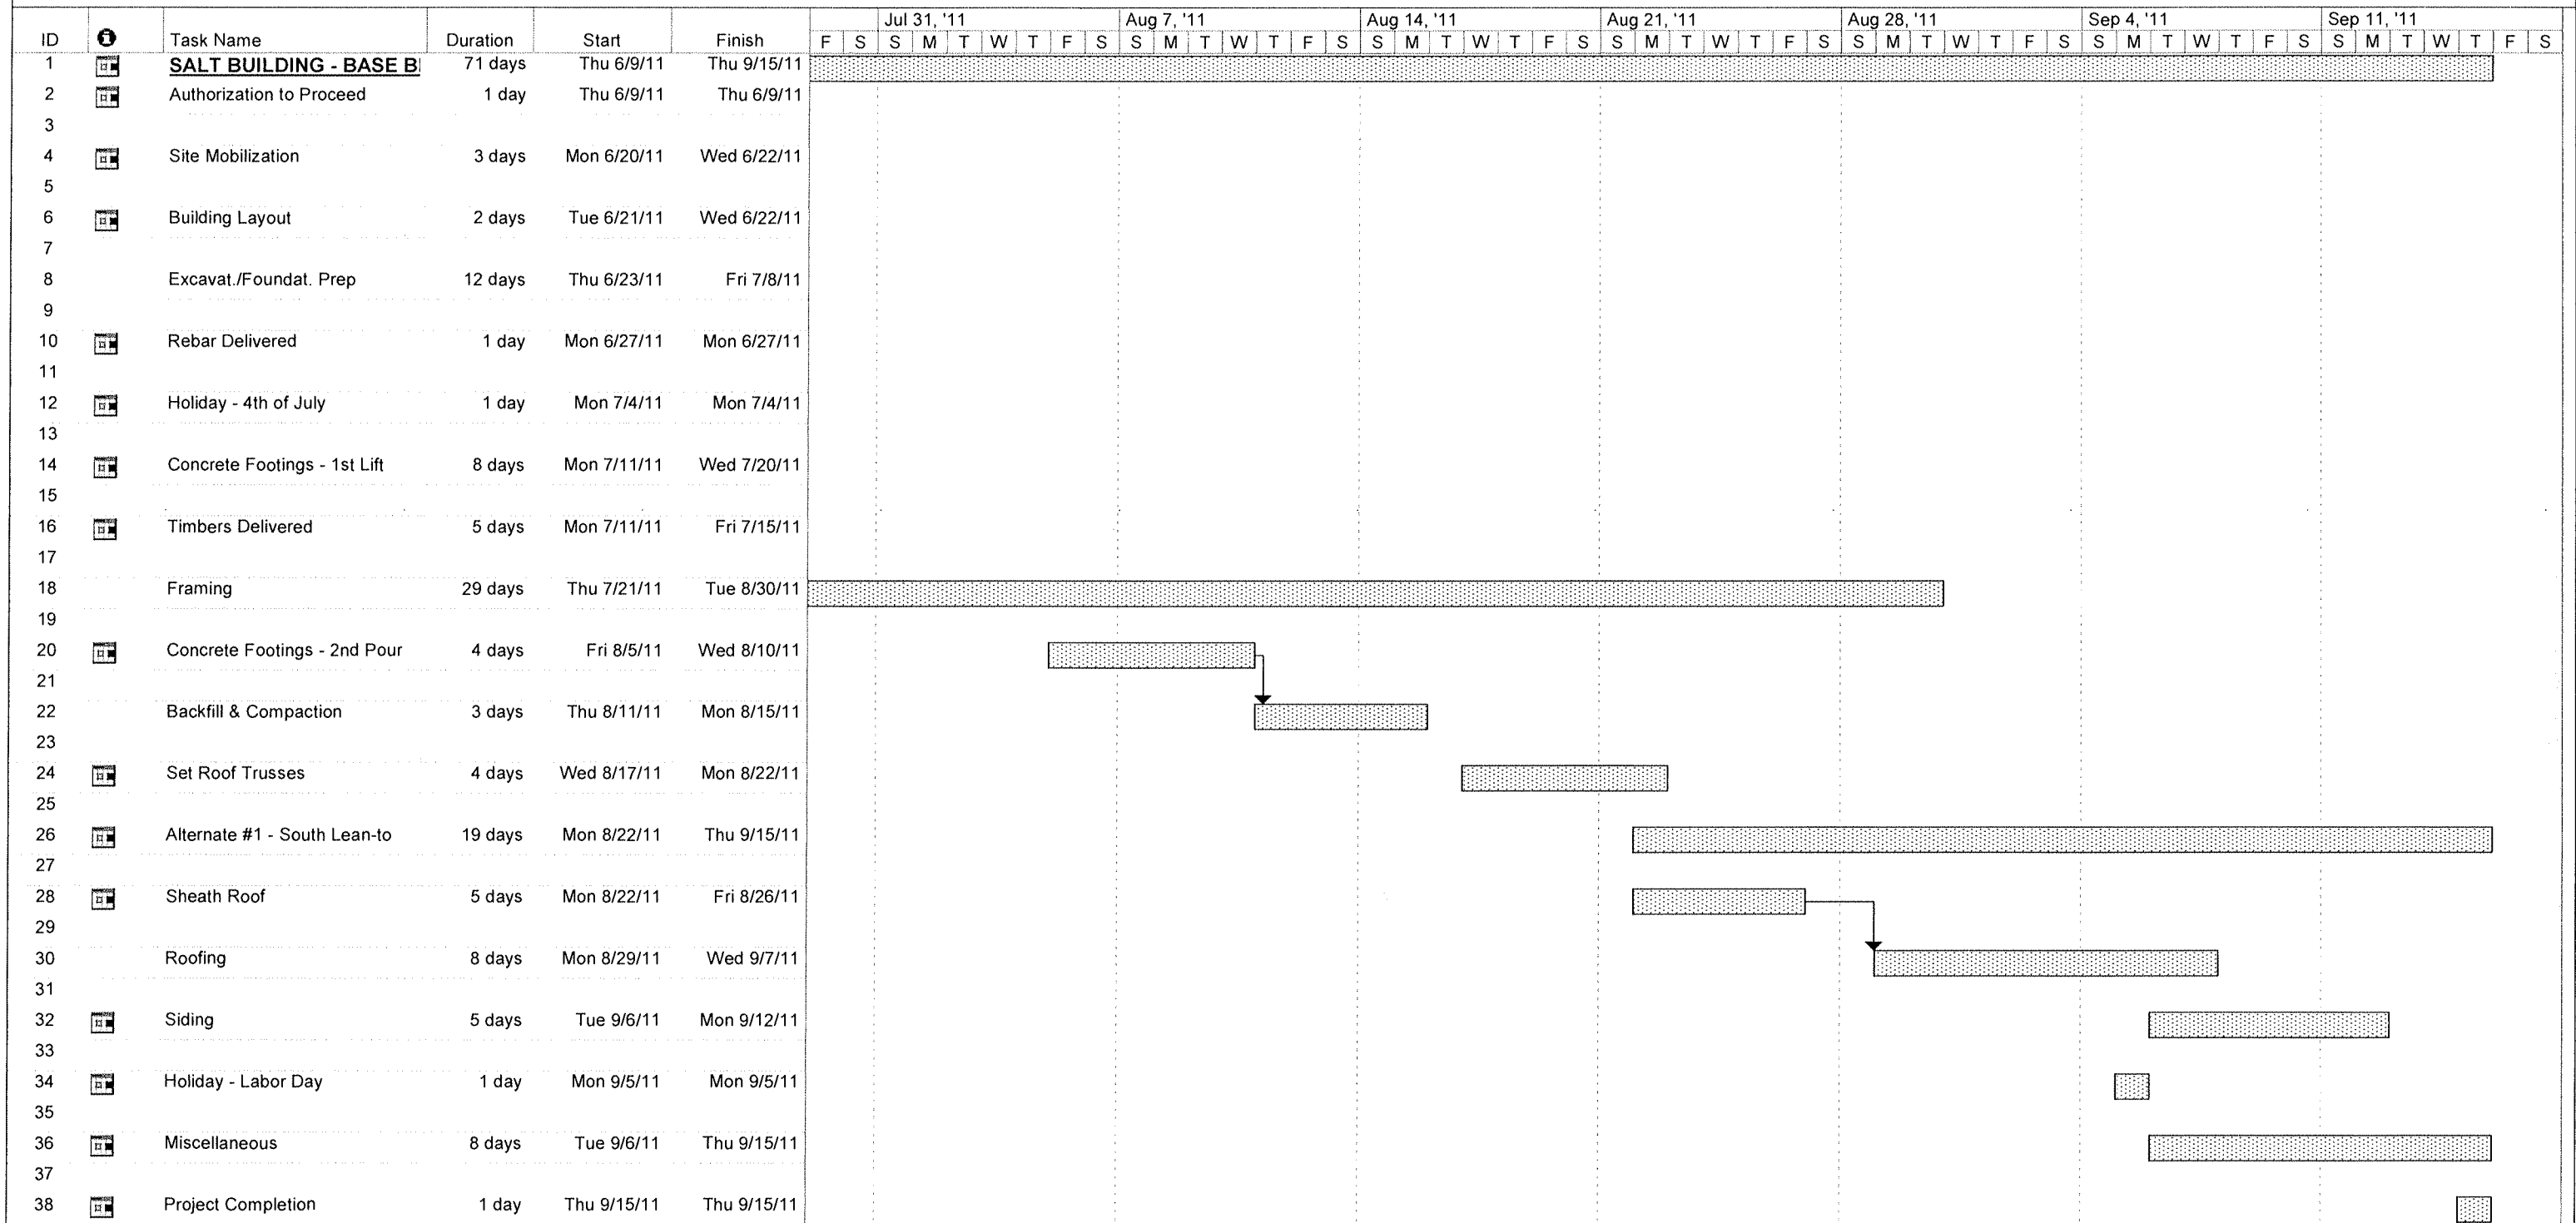 Jul 31, '11 Aug 7, '11 Aug 14, '11 Aug 21, '11 Aug 28, '11 Sep 4, '11 Sep 11, '11
ID Task Name Duration Start Finish F S S M T W T F S S M T W T F S S M T W T F S S M T W T F S S M T W T F S S M T W T F S S M T W T F S
1 SALT BUILDING - BASE B 71 days Thu 6/9/11 Thu 9/15/11
2 Authorization to Proceed 1 day Thu 6/9/11 Thu 6/9/11
3
4 Site Mobilization 3 days Mon 6/20/11 Wed 6/22/11
5
6 Building Layout 2 days Tue 6/21/11 Wed 6/22/11
7
8 Excavat./Foundat. Prep 12 days Thu 6/23/11 Fri 7/8/11
9
10 Rebar Delivered 1 day Mon 6/27/11 Mon 6/27/11
11
12 Holiday - 4th of July 1 day Mon 7/4/11 Mon 7/4/11
13
14 Concrete Footings - 1st Lift 8 days Mon 7/11/11 Wed 7/20/11
15
16 Timbers Delivered 5 days Mon 7/11/11 Fri 7/15/11
17
18 Framing 29 days Thu 7/21/11 Tue 8/30/11
19
20 Concrete Footings - 2nd Pour 4 days Fri 8/5/11 Wed 8/10/11
21
22 Backfill & Compaction 3 days Thu 8/11/11 Mon 8/15/11
23
24 Set Roof Trusses 4 days Wed 8/17/11 Mon 8/22/11
25
26 Alternate #1 - South Lean-to 19 days Mon 8/22/11 Thu 9/15/11
27
28 Sheath Roof 5 days Mon 8/22/11 Fri 8/26/11
29
30 Roofing 8 days Mon 8/29/11 Wed 9/7/11
31
32 Siding 5 days Tue 9/6/11 Mon 9/12/11
33
34 Holiday - Labor Day 1 day Mon 9/5/11 Mon 9/5/11
35
36 Miscellaneous 8 days Tue 9/6/11 Thu 9/15/11
37
38 Project Completion 1 day Thu 9/15/11 Thu 9/15/11